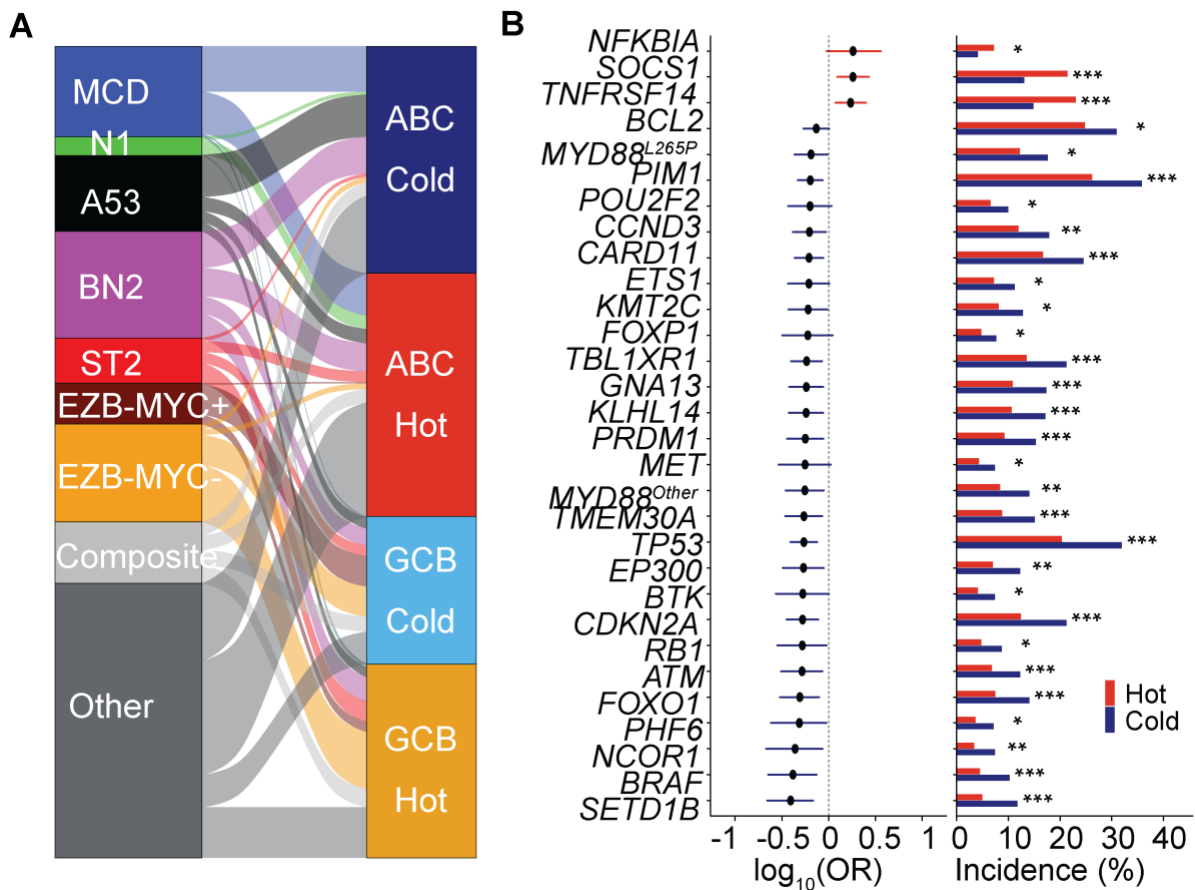 A
MCD
N1
A53
BN2
ST2
EZB-MYC+
EZB-MYC-
Composite
Other
ABC
Cold
ABC
Hot
GCB
Cold
GCB
Hot
B
NFKBIA *
SOCS1 ***
TNFRSF14 ***
BCL2 *
MYD88L265P *
PIM1 ***
POU2F2 *
CCND3 **
CARD11 ***
ETS1 *
KMT2C *
FOXP1 *
TBL1XR1 ***
GNA13 ***
KLHL14 ***
PRDM1 ***
MET *
MYD88Other **
TMEM30A ***
TP53 ***
EP300 **
BTK *
CDKN2A ***
RB1 *
ATM ***
FOXO1 ***
PHF6 *
NCOR1 **
BRAF ***
SETD1B ***
Hot
Cold
-1 -0.5 0 0.5 1
log10(OR)
0 10 20 30 40
Incidence (%)